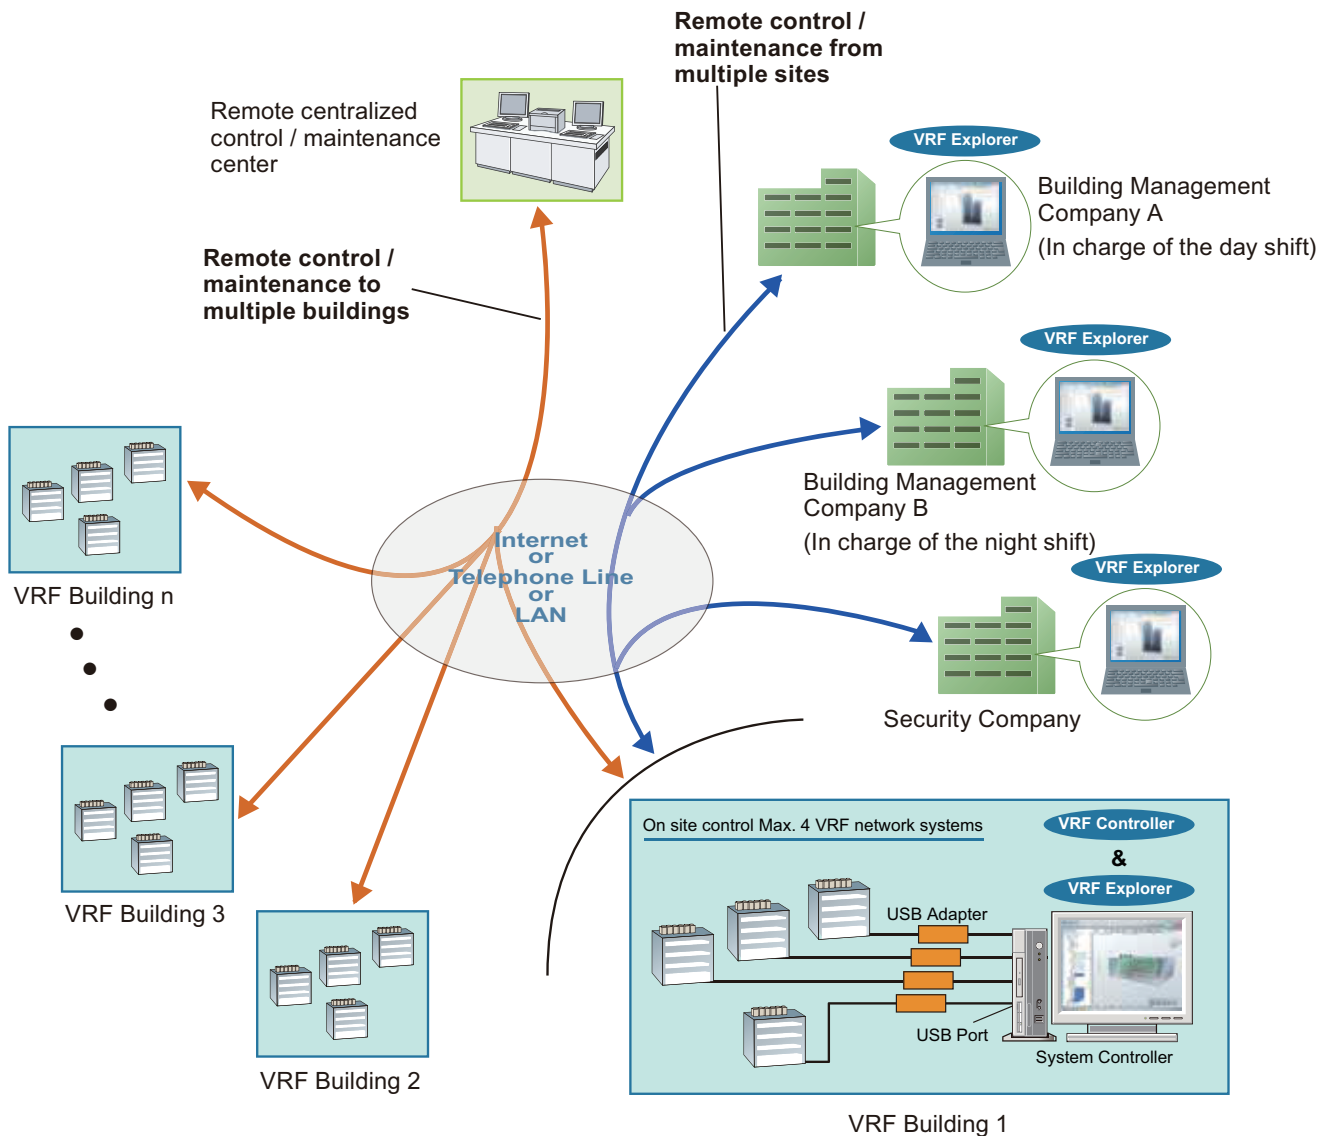 Remote control /
maintenance from
multiple sites
Remote centralized
control / maintenance
center
VRF Explorer
Building Management
Company A
(In charge of the day shift)
Remote control /
maintenance to
multiple buildings
VRF Explorer
Building Management
Company B
(In charge of the night shift)
Internet
or
Telephone Line
or
LAN
VRF Explorer
VRF Building n
Security Company
VRF Building 3
On site control Max. 4 VRF network systems
VRF Controller
&
VRF Explorer
USB Adapter
USB Port
System Controller
VRF Building 2
VRF Building 1